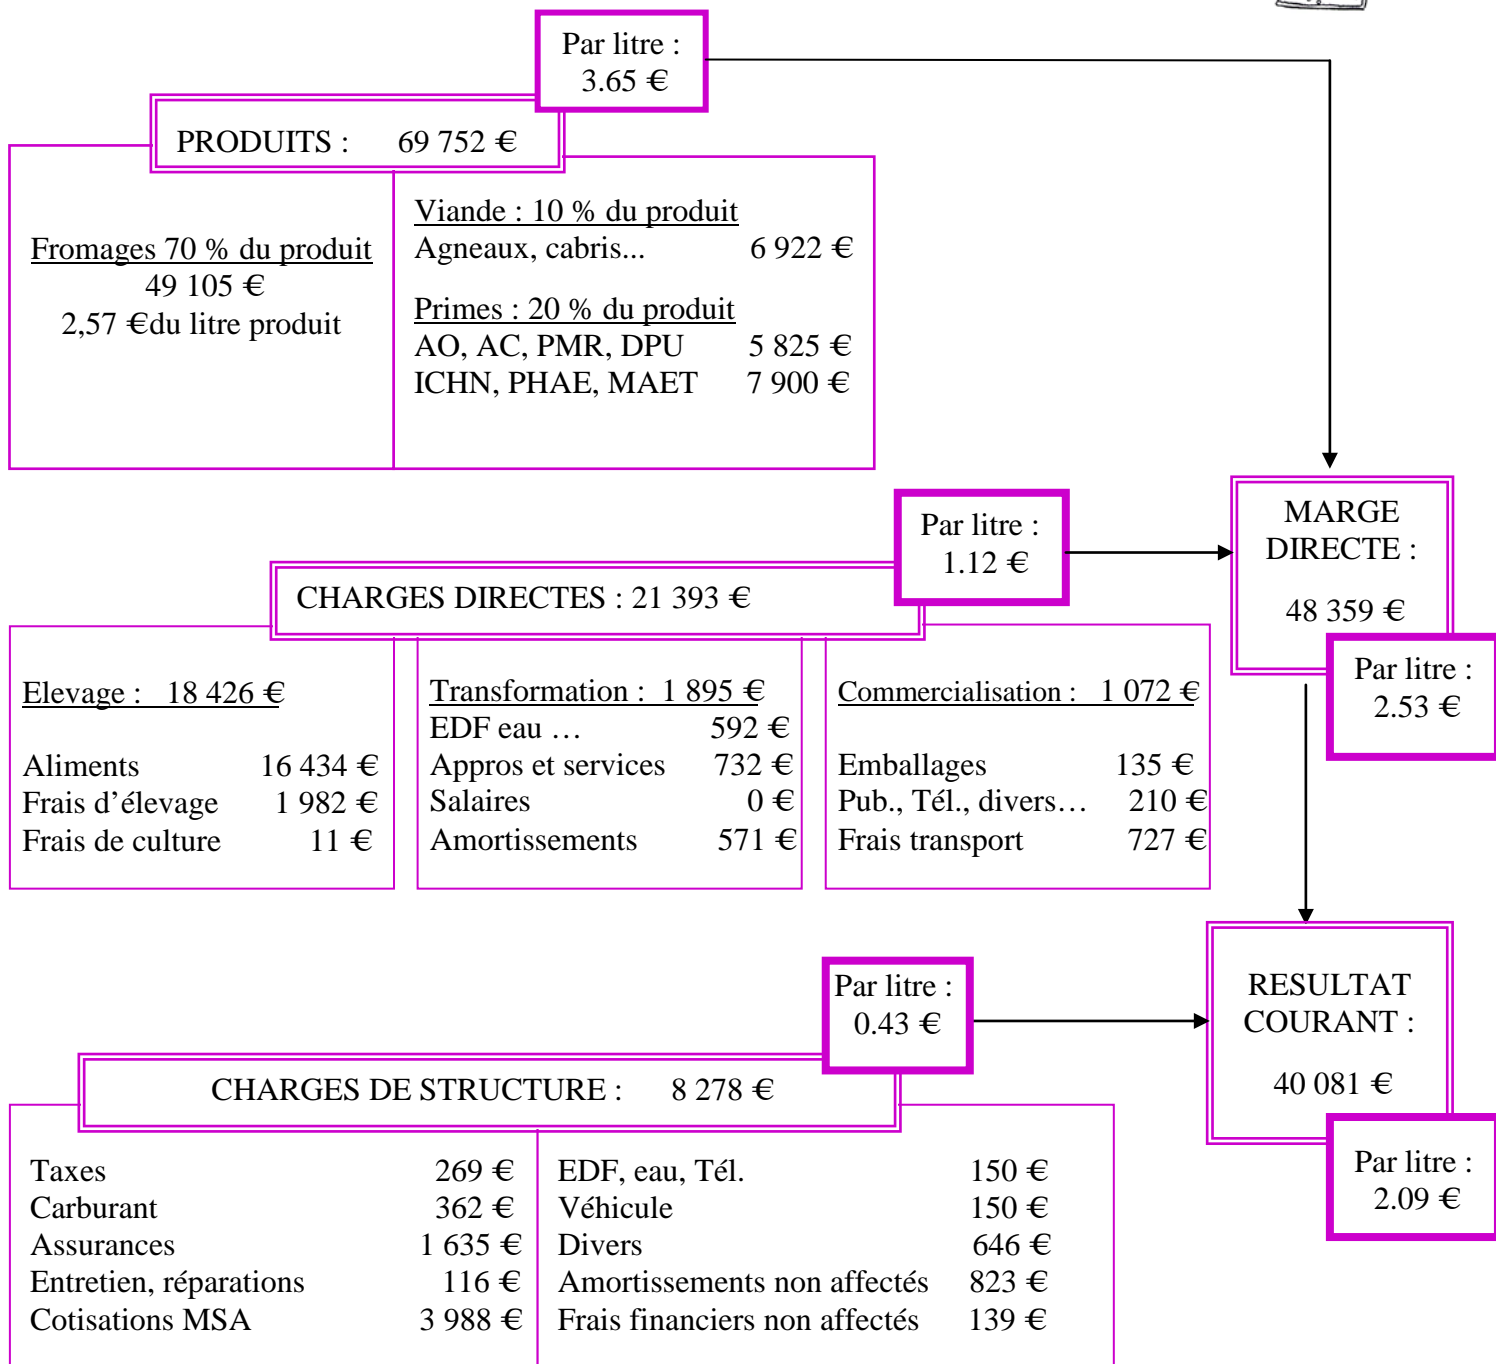 Par litre :
3.65 €
PRODUITS : 69 752 €
Fromages 70 % du produit
49 105 €
2,57 €du litre produit
Viande : 10 % du produit
Agneaux, cabris... 6 922 €
Primes : 20 % du produit
AO, AC, PMR, DPU 5 825 €
ICHN, PHAE, MAET 7 900 €
Par litre :
1.12 €
MARGE
DIRECTE :
48 359 €
Par litre :
2.53 €
CHARGES DIRECTES : 21 393 €
Elevage : 18 426 €
Aliments 16 434 €
Frais d’élevage 1 982 €
Frais de culture 11 €
Transformation : 1 895 €
EDF eau … 592 €
Appros et services 732 €
Salaires 0 €
Amortissements 571 €
Commercialisation : 1 072 €
Emballages 135 €
Pub., Tél., divers… 210 €
Frais transport 727 €
Par litre :
0.43 €
RESULTAT
COURANT :
40 081 €
Par litre :
2.09 €
CHARGES DE STRUCTURE : 8 278 €
Taxes 269 €
Carburant 362 €
Assurances 1 635 €
Entretien, réparations 116 €
Cotisations MSA 3 988 €
EDF, eau, Tél. 150 €
Véhicule 150 €
Divers 646 €
Amortissements non affectés 823 €
Frais financiers non affectés 139 €